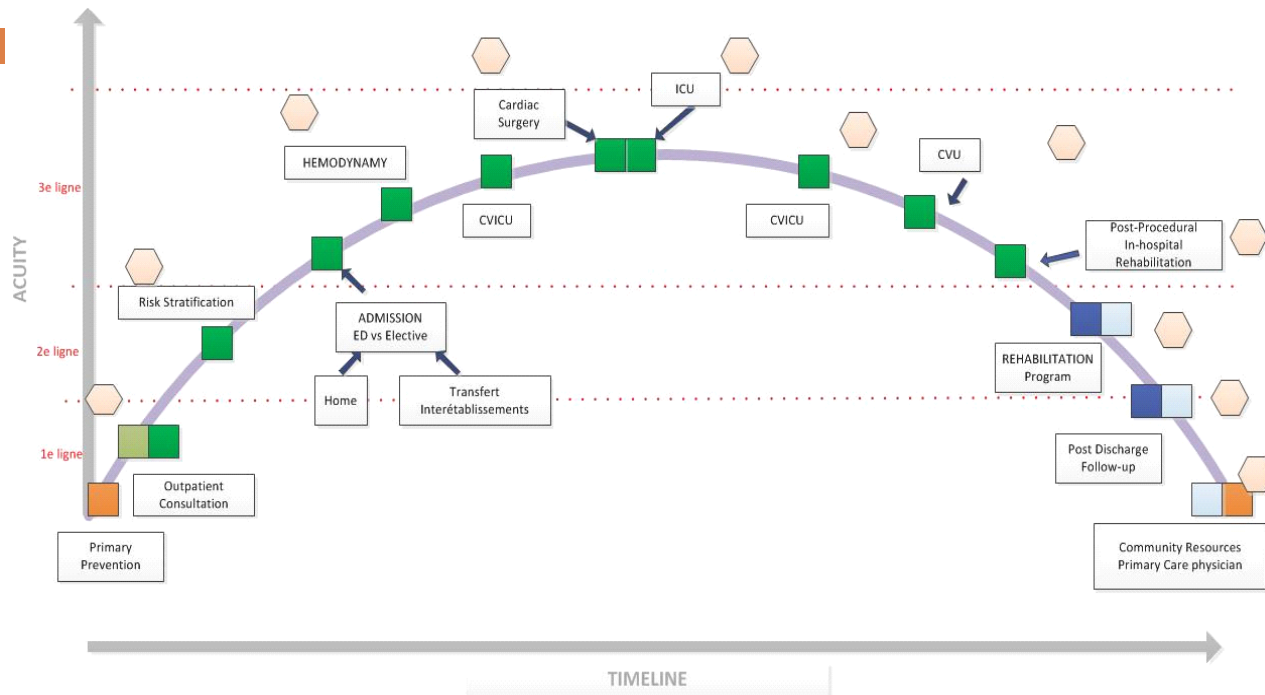 Cardiac
Surgery
ICU
HEMODYNAMY
CVU
3e ligne
CVICU
CVICU
Post-Procedural
In-hospital
Rehabilitation
ACUITY
Risk Stratification
ADMISSION
ED vs Elective
2e ligne
REHABILITATION
Program
Home
Transfert
Interétablissements
1e ligne
Post Discharge
Follow-up
Outpatient
Consultation
Primary
Prevention
Community Resources
Primary Care physician
TIMELINE